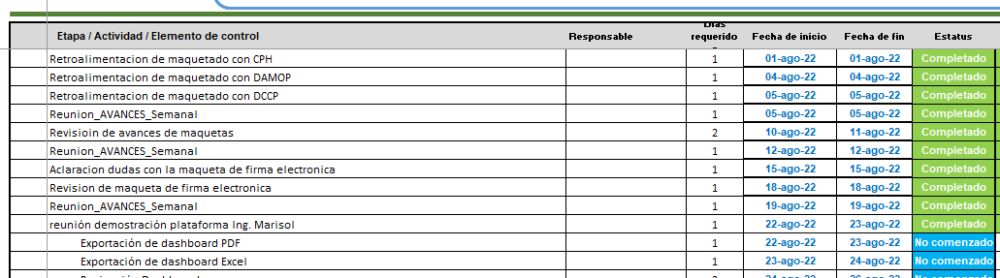 Etapa / Actividad / Elemento de control Responsable Días requerido Fecha de inicio Fecha de fin Estatus
Retroalimentacion de maquetado con CPH 1 01-ago-22 01-ago-22 Completado
Retroalimentacion de maquetado con DAMOP 1 04-ago-22 04-ago-22 Completado
Retroalimentacion de maquetado con DCCP 1 05-ago-22 05-ago-22 Completado
Reunion_AVANCES_Semanal 1 05-ago-22 05-ago-22 Completado
Revisioin de avances de maquetas 2 10-ago-22 11-ago-22 Completado
Reunion_AVANCES_Semanal 1 12-ago-22 12-ago-22 Completado
Aclaracion dudas con la maqueta de firma electronica 1 15-ago-22 15-ago-22 Completado
Revision de maqueta de firma electronica 1 18-ago-22 18-ago-22 Completado
Reunion_AVANCES_Semanal 1 19-ago-22 19-ago-22 Completado
reunión demostración plataforma Ing. Marisol 1 22-ago-22 23-ago-22 Completado
Exportación de dashboard PDF 1 22-ago-22 23-ago-22 No comenzado
Exportación de dashboard Excel 1 23-ago-22 24-ago-22 No comenzado